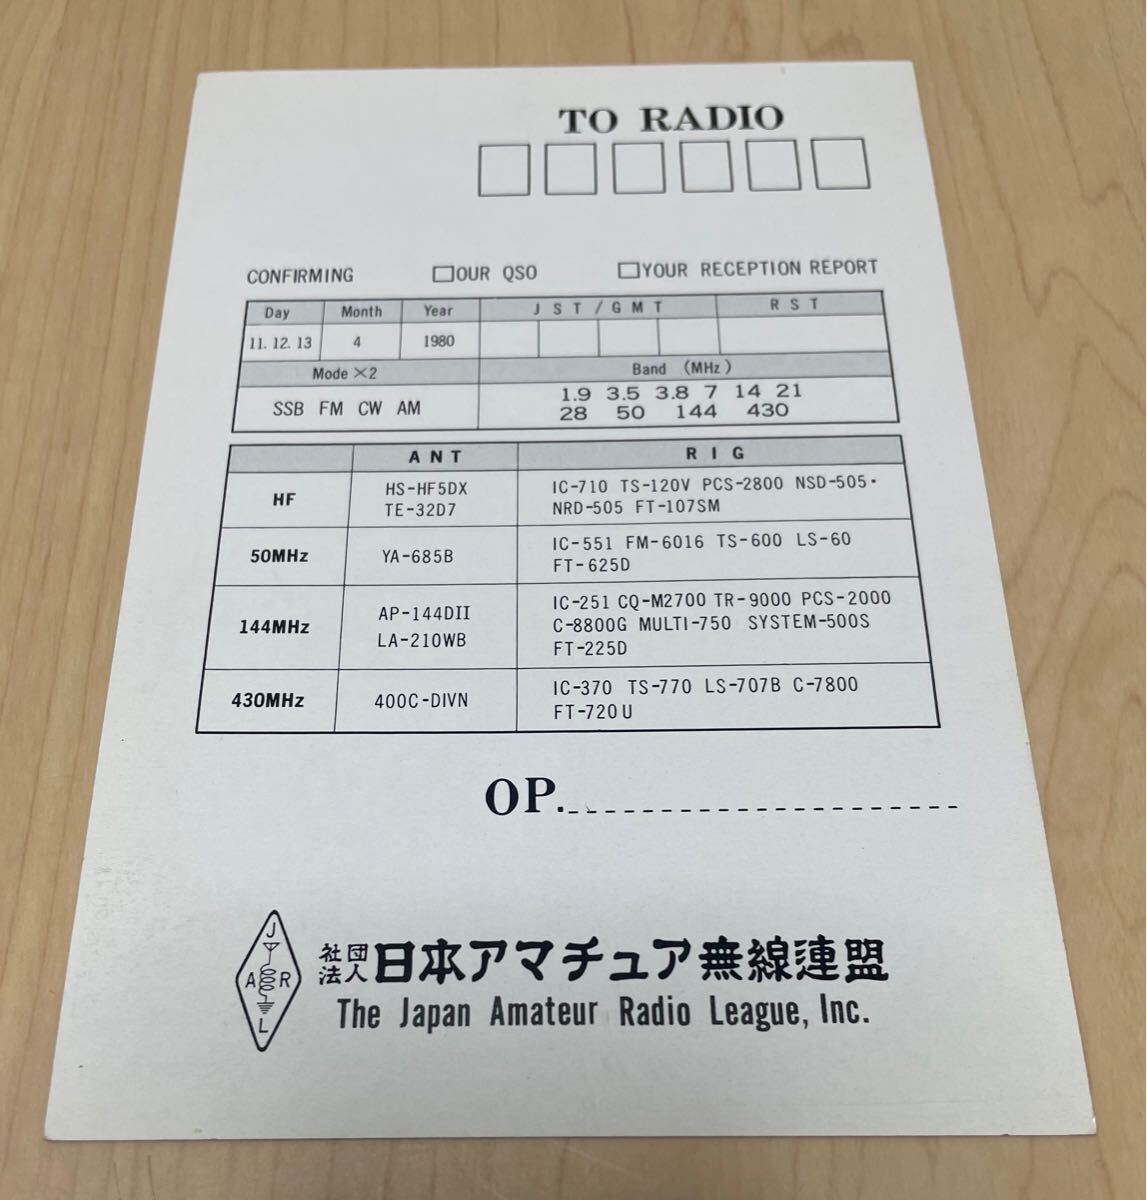 TO RADIO
CONFIRMING □OUR QSO □YOUR RECEPTION REPORT
Day Month Year JST/GMT RST
11. 12. 13 4 1980
Mode ×2 Band (MHz)
SSB FM CW AM
1.9 3.5 3.8 7 14 21
28 50 144 430
ANT RIG
HF
HS-HF5DX
TE-32D7
IC-710 TS-120V PCS-2800 NSD-505・
NRD-505 FT-107SM
50MHz
YA-685B
IC-551 FM-6016 TS-600 LS-60
FT-625D
144MHz
AP-144DII
LA-210WB
IC-251 CQ-M2700 TR-9000 PCS-2000
C-8800G MULTI-750 SYSTEM-500S
FT-225D
430MHz
400C-DIVN
IC-370 TS-770 LS-707B C-7800
FT-720U
OP.
J
A R
L
社団
法人
日本アマチュア無線連盟
The Japan Amateur Radio League, Inc.